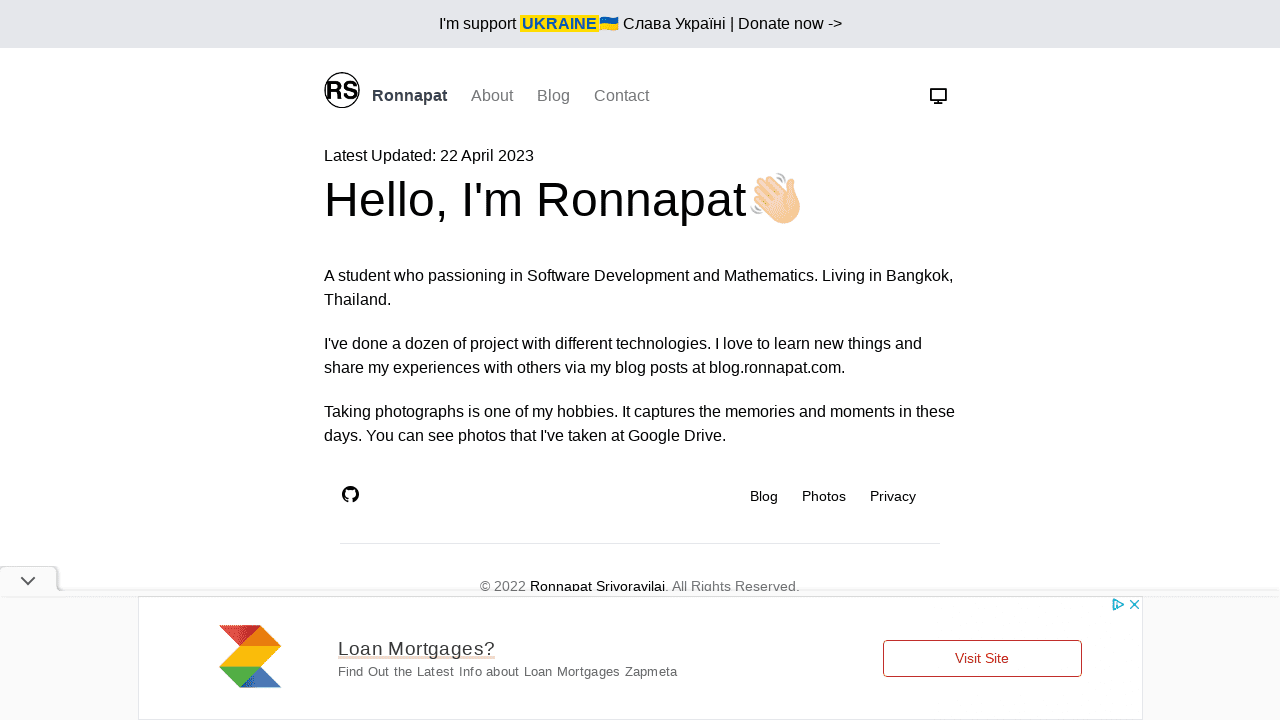 I'm support UKRAINE🇺🇦 Слава Україні | Donate now ->
RS Ronnapat About Blog Contact
Latest Updated: 22 April 2023
Hello, I'm Ronnapat👋🏻
A student who passioning in Software Development and Mathematics. Living in Bangkok,
Thailand.
I've done a dozen of project with different technologies. I love to learn new things and
share my experiences with others via my blog posts at blog.ronnapat.com.
Taking photographs is one of my hobbies. It captures the memories and moments in these
days. You can see photos that I've taken at Google Drive.
Blog Photos Privacy
© 2022 Ronnapat Srivoravilai. All Rights Reserved.
Loan Mortgages?
Find Out the Latest Info about Loan Mortgages Zapmeta
Visit Site